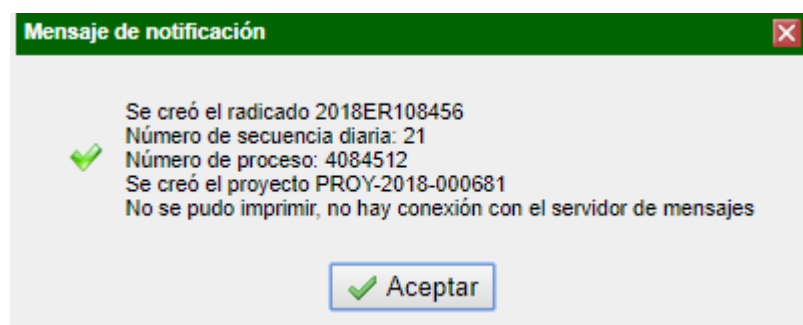 Mensaje de notificación
Se creó el radicado 2018ER108456
Número de secuencia diaria: 21
Número de proceso: 4084512
Se creó el proyecto PROY-2018-000681
No se pudo imprimir, no hay conexión con el servidor de mensajes
Aceptar